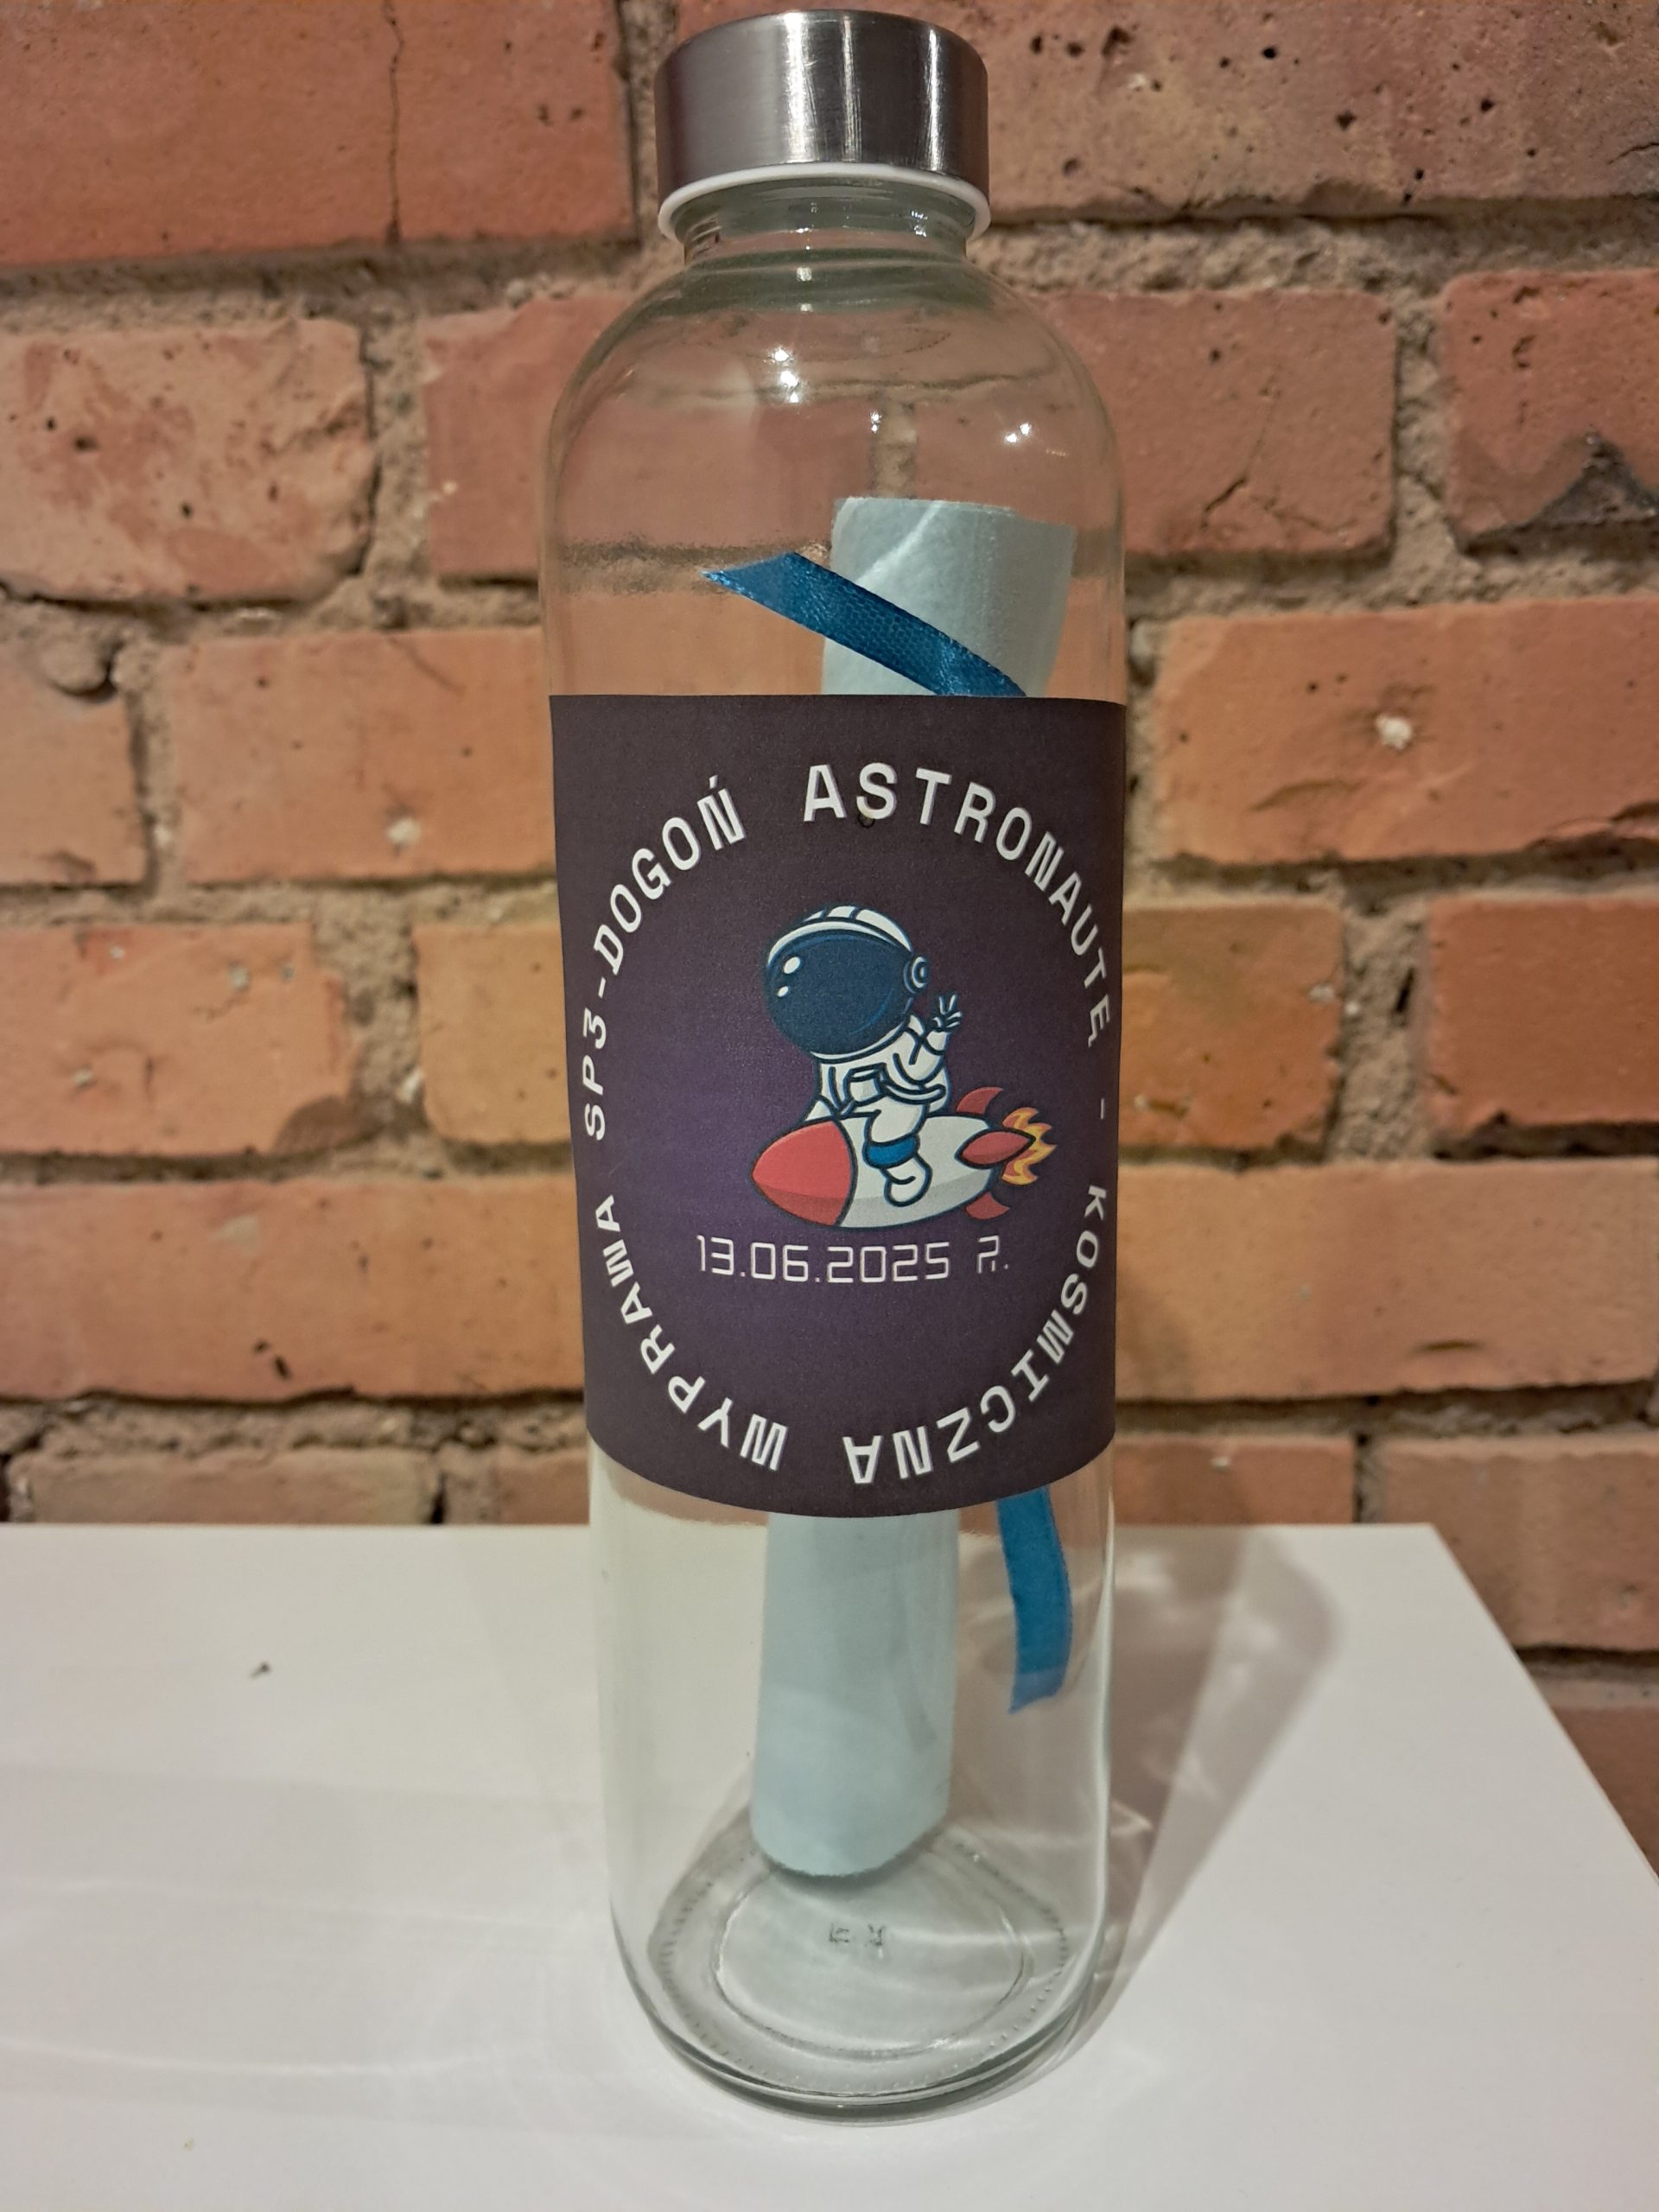 SP3-DOGOŃ ASTRONAUTĘ - KOSMICZNA WYPRAWA
13.06.2025 r.